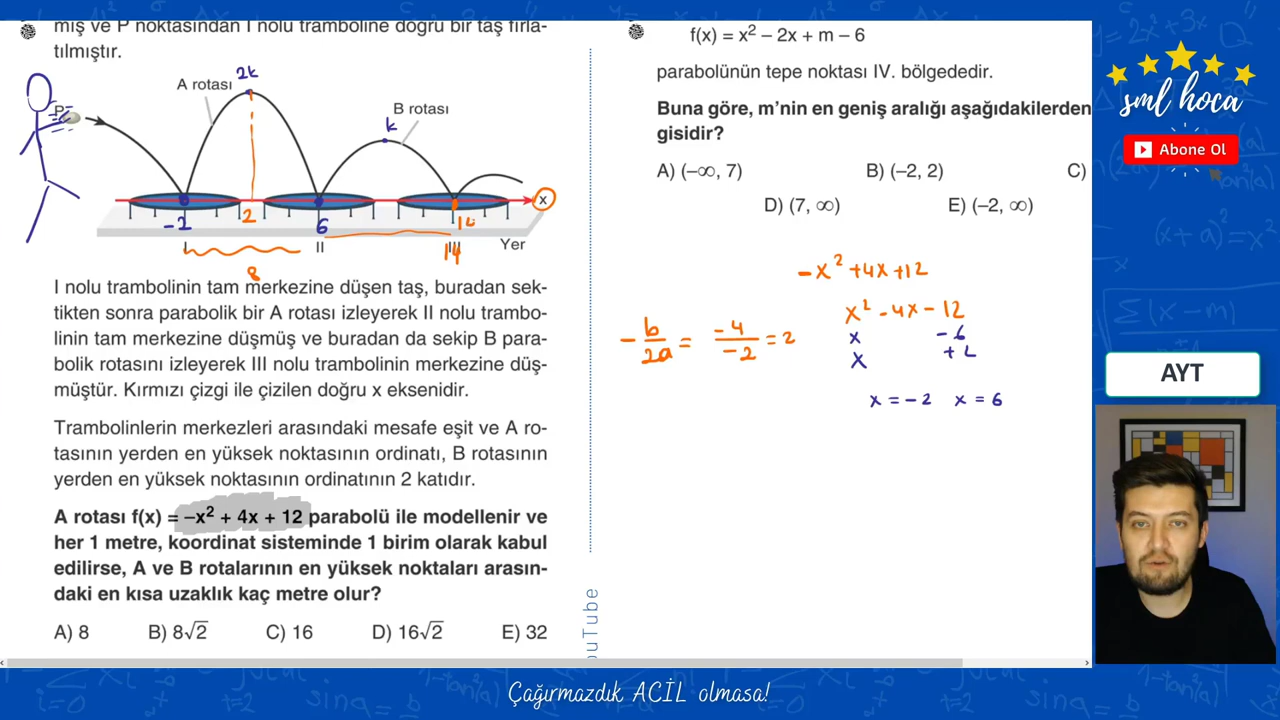 mış ve P noktasından I nolu tramboline doğru bir taş fırla-
tılmıştır.
2k
A rotası
P
B rotası
k
x
-2
2
6
14
I
II
III
14
Yer
8
I nolu trambolinin tam merkezine düşen taş, buradan sek-
tikten sonra parabolik bir A rotası izleyerek II nolu trambo-
linin tam merkezine düşmüş ve buradan da sekip B para-
bolik rotasını izleyerek III nolu trambolinin merkezine düş-
müştür. Kırmızı çizgi ile çizilen doğru x eksenidir.
Trambolinlerin merkezleri arasındaki mesafe eşit ve A ro-
tasının yerden en yüksek noktasının ordinatı, B rotasının
yerden en yüksek noktasının ordinatının 2 katıdır.
A rotası f(x) = –x² + 4x + 12 parabolü ile modellenir ve
her 1 metre, koordinat sisteminde 1 birim olarak kabul
edilirse, A ve B rotalarının en yüksek noktaları arasın-
daki en kısa uzaklık kaç metre olur?
A) 8 B) 8√2 C) 16 D) 16√2 E) 32
f(x) = x² – 2x + m – 6
parabolünün tepe noktası IV. bölgededir.
Buna göre, m'nin en geniş aralığı aşağıdakilerden
gisidir?
A) (–∞, 7) B) (–2, 2) C)
D) (7, ∞) E) (–2, ∞)
-x² +4x+12
x² -4x-12
-b/2a = -4/-2 = 2
x -6
x +2
x = -2 x = 6
ouTube
sml hoca
Abone Ol
AYT
Çağırmazdık ACİL olmasa!